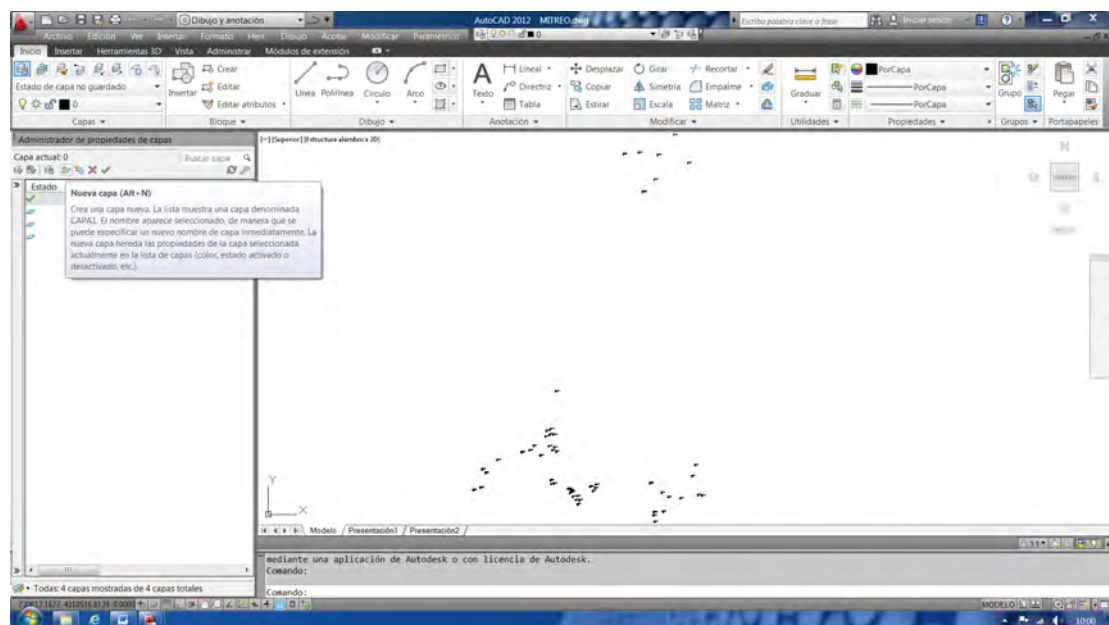 Dibujo y anotación
AutoCAD 2012 MITREO.dwg
Escriba palabra clave o frase
Iniciar sesión
Archivo Edición Ver Insertar Formato Herr Dibujo Acotar Modificar Paramétrico
0
Inicio Insertar Herramientas 3D Vista Administrar Módulos de extensión
Estado de capa no guardado
0
Capas
Insertar
Crear
Editar
Editar atributos
Bloque
Línea Polilínea Círculo Arco
Dibujo
Texto
Lineal
Directriz
Tabla
Anotación
Desplazar Girar Recortar
Copiar Simetría Empalme
Estirar Escala Matriz
Modificar
Graduar
Utilidades
PorCapa
PorCapa
PorCapa
Propiedades
Grupo
Grupos
Pegar
Portapapeles
Administrador de propiedades de capas
Capa actual: 0
Buscar capa
Estado
Nueva capa (Alt+N)
Crea una capa nueva. La lista muestra una capa denominada
CAPA1. El nombre aparece seleccionado, de manera que se
puede especificar un nuevo nombre de capa inmediatamente. La
nueva capa hereda las propiedades de la capa seleccionada
actualmente en la lista de capas (color, estado activado o
desactivado, etc.).
[−] [Superior] [Estructura alámbrica 2D]
Y
X
Modelo Presentación1 Presentación2
mediante una aplicación de Autodesk o con licencia de Autodesk.
Comando:
Comando:
Todas: 4 capas mostradas de 4 capas totales
MODELO
10:00